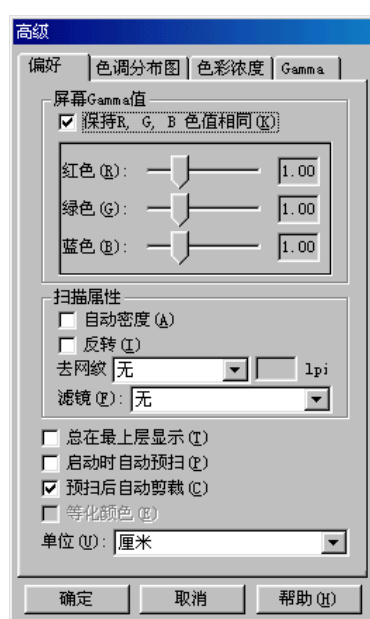 高级
偏好 色调分布图 色彩浓度 Gamma
屏幕Gamma值
保持R, G, B 色值相同(K)
红色(R): 1.00
绿色(G): 1.00
蓝色(B): 1.00
扫描属性
自动密度(A)
反转(I)
去网纹 无 lpi
滤镜(F): 无
总在最上层显示(T)
启动时自动预扫(P)
预扫后自动剪裁(C)
等化颜色(E)
单位(U): 厘米
确定 取消 帮助(H)